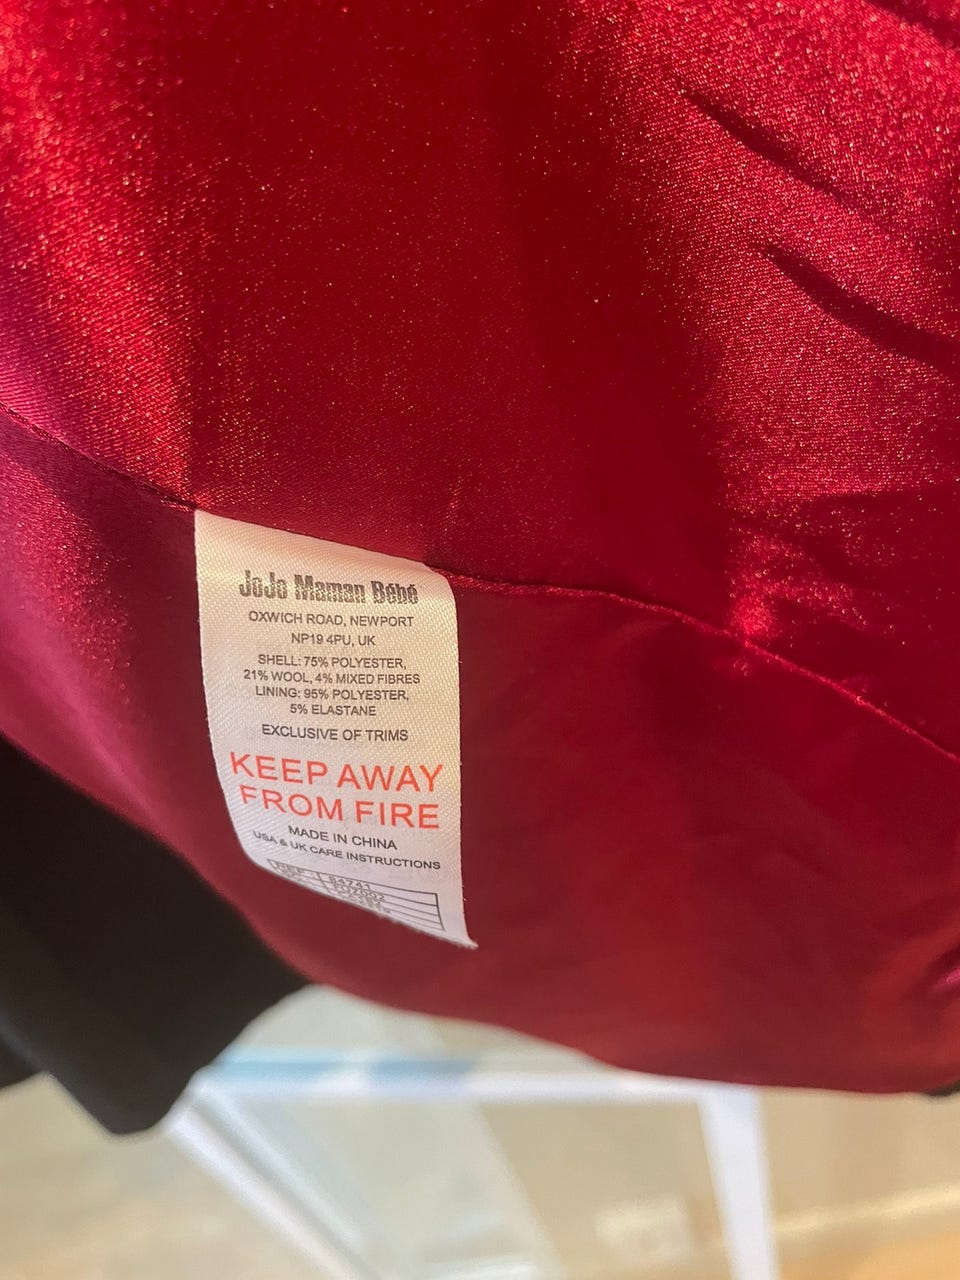 JoJo Maman Bébé
OXWICH ROAD, NEWPORT
NP19 4PU, UK
SHELL: 75% POLYESTER,
21% WOOL, 4% MIXED FIBRES
LINING: 95% POLYESTER,
5% ELASTANE
EXCLUSIVE OF TRIMS
KEEP AWAY
FROM FIRE
MADE IN CHINA
USA & UK CARE INSTRUCTIONS
REF